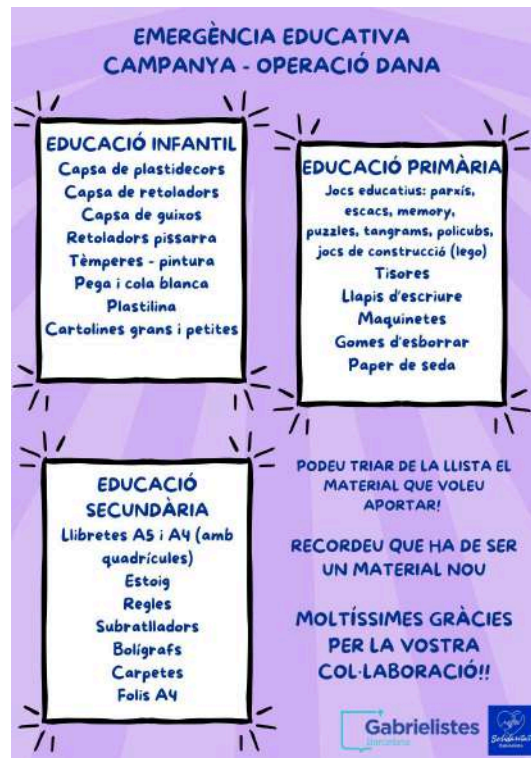 EMERGÈNCIA EDUCATIVA
CAMPANYA - OPERACIÓ DANA
EDUCACIÓ INFANTIL
Capsa de plastidecors
Capsa de retoladors
Capsa de guixos
Retoladors pissarra
Tèmperes - pintura
Pega i cola blanca
Plastilina
Cartolines grans i petites
EDUCACIÓ PRIMÀRIA
Jocs educatius: parxís,
escacs, memory,
puzzles, tangrams, policubs,
jocs de construcció (lego)
Tisores
Llapis d'escriure
Maquinetes
Gomes d'esborrar
Paper de seda
EDUCACIÓ
SECUNDÀRIA
Llibretes A5 i A4 (amb
quadrícules)
Estoig
Regles
Subratlladors
Bolígrafs
Carpetes
Folis A4
PODEU TRIAR DE LA LLISTA EL
MATERIAL QUE VOLEU
APORTAR!
RECORDEU QUE HA DE SER
UN MATERIAL NOU
MOLTÍSSIMES GRÀCIES
PER LA VOSTRA
COL·LABORACIÓ!!
Gabrielistes